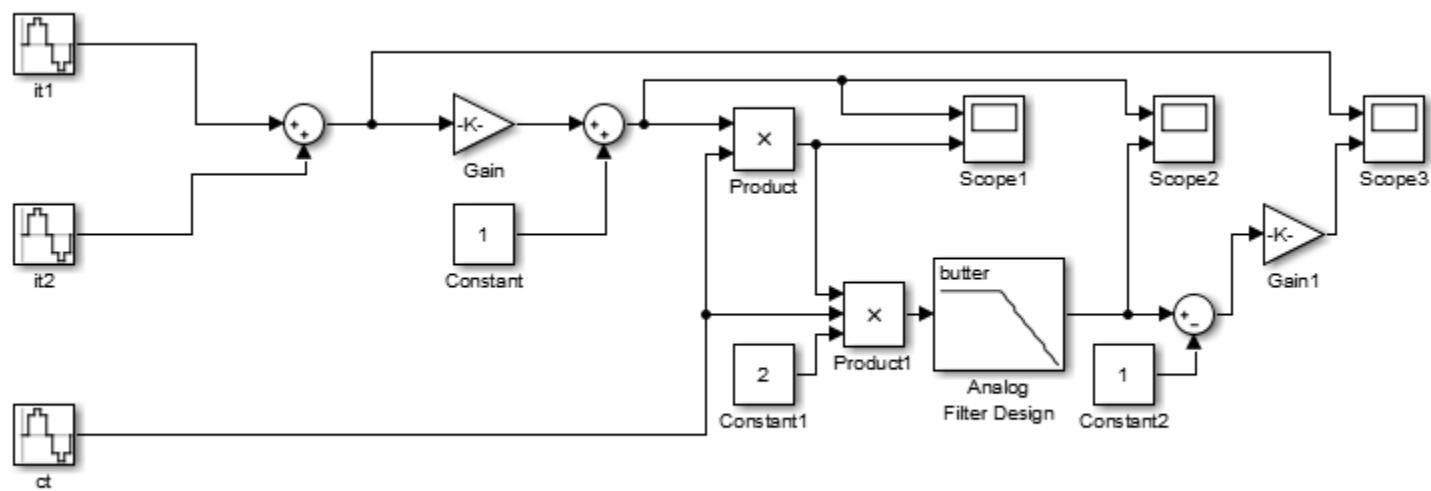 it1
it2
ct
+
+
-K-
Gain
+
+
1
Constant
×
Product
×
Product1
2
Constant1
butter
Analog
Filter Design
Scope1
Scope2
Scope3
+
−
1
Constant2
-K-
Gain1